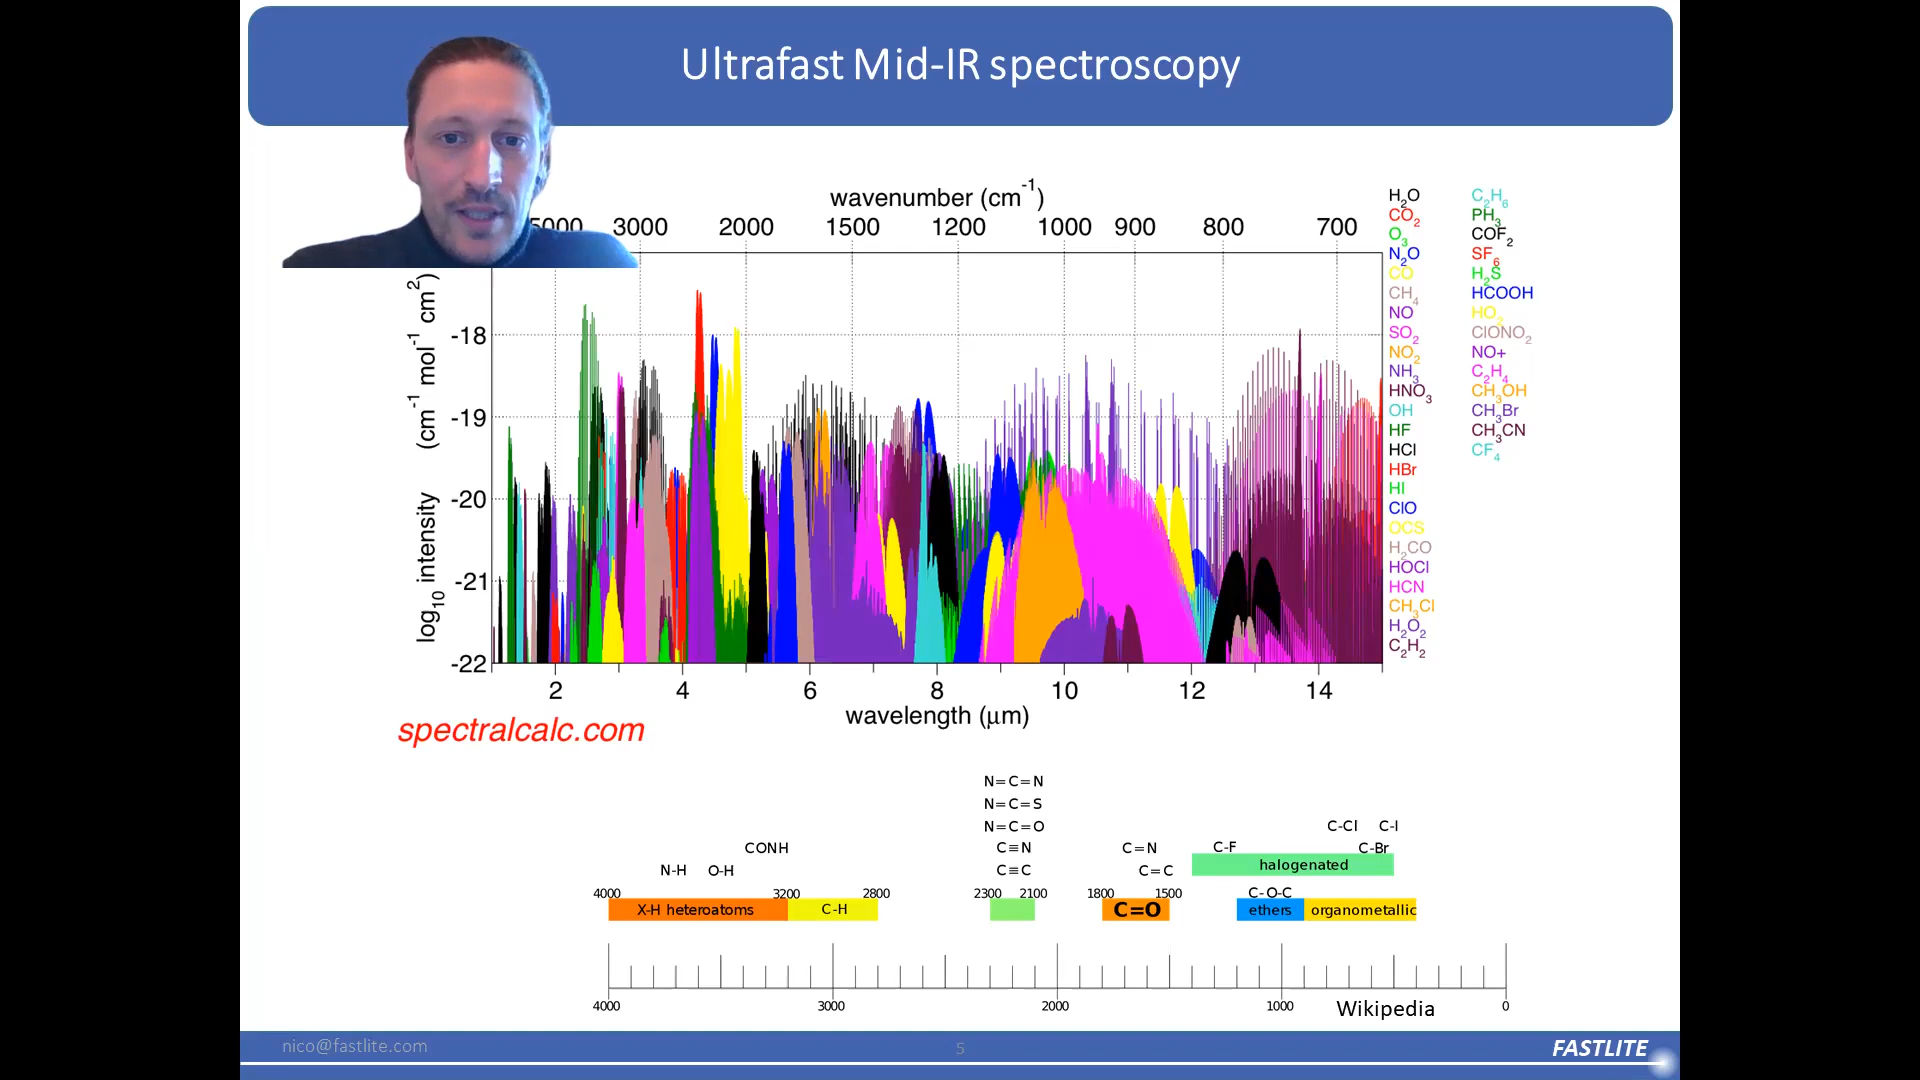 Ultrafast Mid-IR spectroscopy
wavenumber (cm-1)
5000 3000 2000 1500 1200 1000 900 800 700
log10 intensity (cm-1 mol-1 cm2)
-18
-19
-20
-21
-22
2 4 6 8 10 12 14
wavelength (μm)
spectralcalc.com
H2O
CO2
O3
N2O
CO
CH4
NO
SO2
NO2
NH3
HNO3
OH
HF
HCl
HBr
HI
ClO
OCS
H2CO
HOCl
HCN
CH3Cl
H2O2
C2H2
C2H6
PH3
COF2
SF6
H2S
HCOOH
HO2
ClONO2
NO+
C2H4
CH3OH
CH3Br
CH3CN
CF4
N=C=N
N=C=S
N=C=O
CONH C≡N C=N C-F C-Cl C-I C-Br
N-H O-H C≡C C=C halogenated
4000 3200 2800 2300 2100 1800 1500 C-O-C
X-H heteroatoms C-H C=O ethers organometallic
4000 3000 2000 1000 0
Wikipedia
nico@fastlite.com 5 FASTLITE